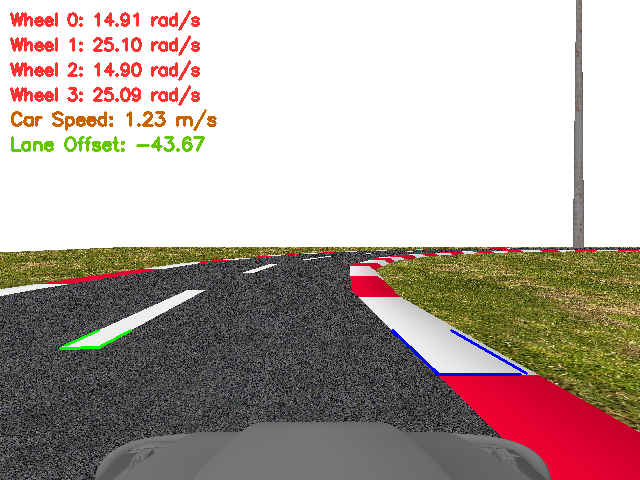 Wheel 0: 14.91 rad/s
Wheel 1: 25.10 rad/s
Wheel 2: 14.90 rad/s
Wheel 3: 25.09 rad/s
Car Speed: 1.23 m/s
Lane Offset: -43.67